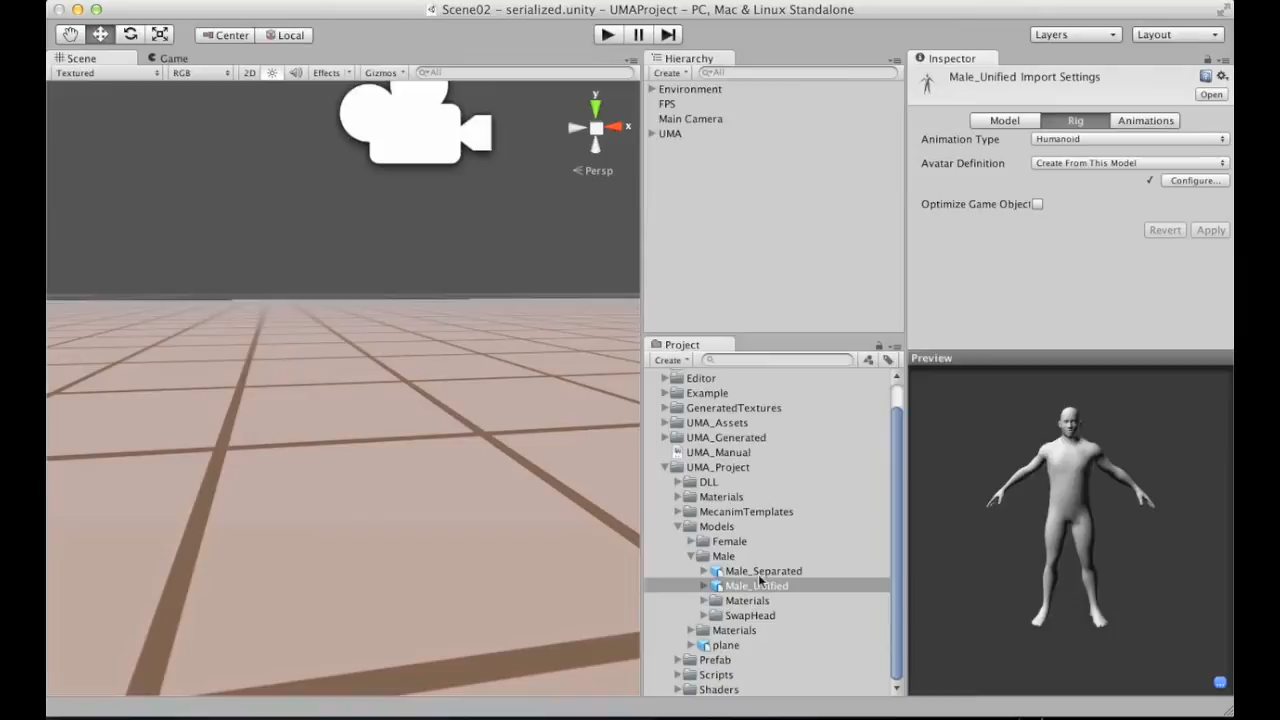 Scene02 - serialized.unity - UMAProject - PC, Mac & Linux Standalone
Center Local Layers Layout
Scene Game
Textured RGB 2D Effects Gizmos All
Hierarchy
Create All
Environment
FPS
Main Camera
UMA
Project
Create
Editor
Example
GeneratedTextures
UMA_Assets
UMA_Generated
UMA_Manual
UMA_Project
DLL
Materials
MecanimTemplates
Models
Female
Male
Male_Separated
Male_Unified
Materials
SwapHead
Materials
plane
Prefab
Scripts
Shaders
Inspector
Male_Unified Import Settings
Open
Model Rig Animations
Animation Type Humanoid
Avatar Definition Create From This Model
Configure...
Optimize Game Object
Revert Apply
Preview
y
x
Persp